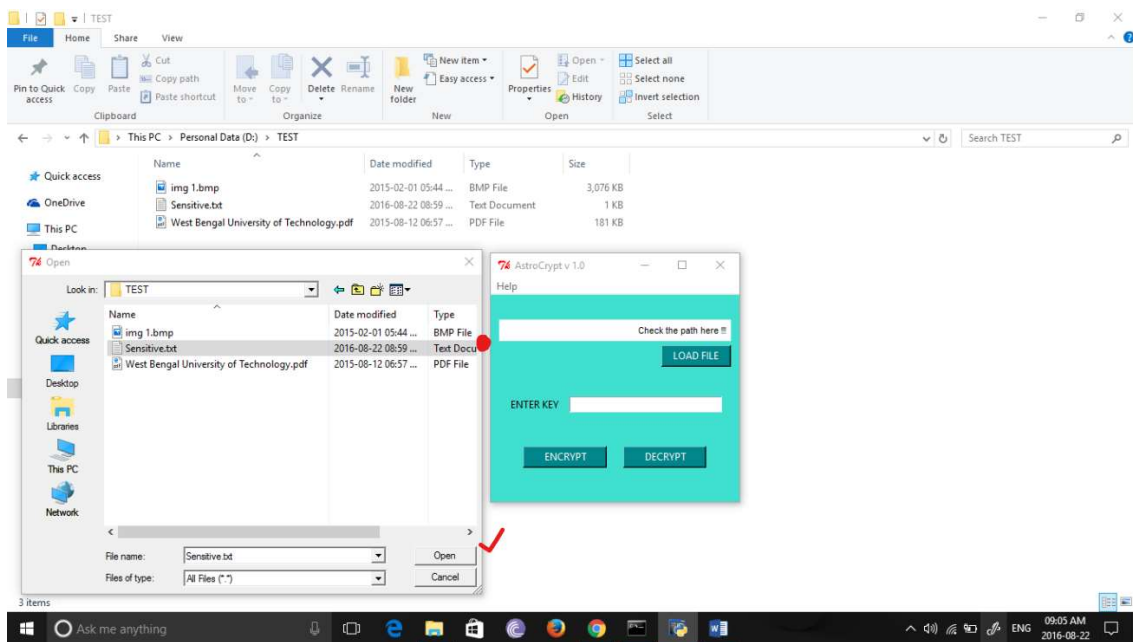 TEST
File Home Share View
Pin to Quick access
Copy
Paste
Cut
Copy path
Paste shortcut
Clipboard
Move to
Copy to
Delete
Rename
Organize
New folder
New item
Easy access
New
Properties
Open
Edit
History
Open
Select all
Select none
Invert selection
Select
This PC > Personal Data (D:) > TEST
Search TEST
Name Date modified Type Size
Quick access
OneDrive
This PC
Desktop
img 1.bmp 2015-02-01 05:44 ... BMP File 3,076 KB
Sensitive.txt 2016-08-22 08:59 ... Text Document 1 KB
West Bengal University of Technology.pdf 2015-08-12 06:57 ... PDF File 181 KB
Open
Look in: TEST
Quick access
Desktop
Libraries
This PC
Network
Name Date modified Type
img 1.bmp 2015-02-01 05:44 ... BMP File
Sensitive.txt 2016-08-22 08:59 ... Text Docu
West Bengal University of Technology.pdf 2015-08-12 06:57 ... PDF File
File name: Sensitive.txt Open
Files of type: All Files (*.*) Cancel
AstroCrypt v 1.0
Help
Check the path here !!
LOAD FILE
ENTER KEY
ENCRYPT DECRYPT
3 items
Ask me anything
ENG
09:05 AM
2016-08-22